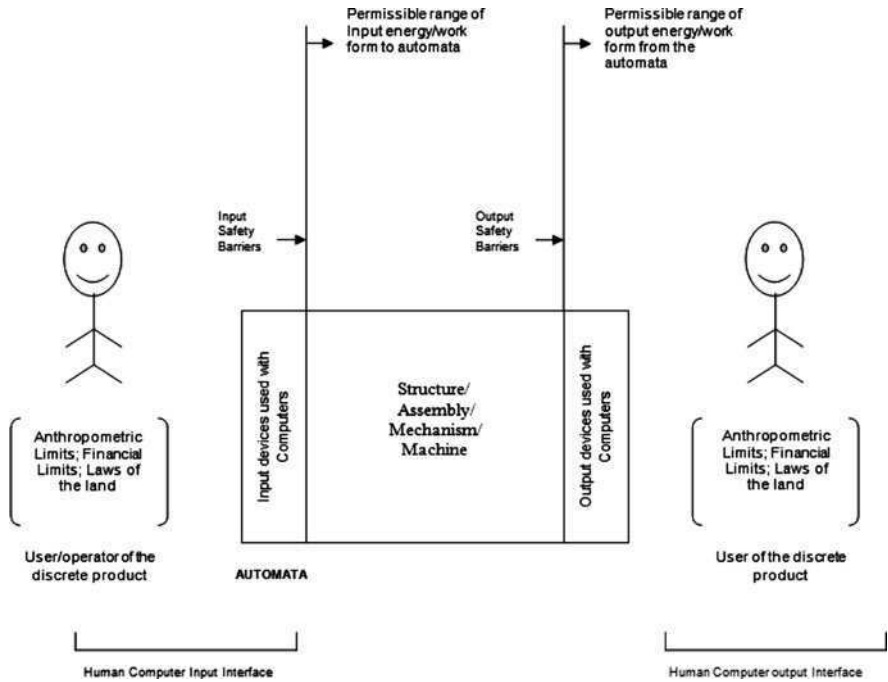 Permissible range of
Input energy/work
form to automata
Permissible range of
output energy/work
form from the
automata
Input
Safety
Barriers
Output
Safety
Barriers
Input devices used with
Computers
Structure/
Assembly/
Mechanism/
Machine
Output devices used with
Computers
Anthropometric
Limits; Financial
Limits; Laws of
the land
Anthropometric
Limits; Financial
Limits; Laws of
the land
User/operator of the
discrete product
AUTOMATA
User of the discrete
product
Human Computer Input Interface
Human Computer output Interface